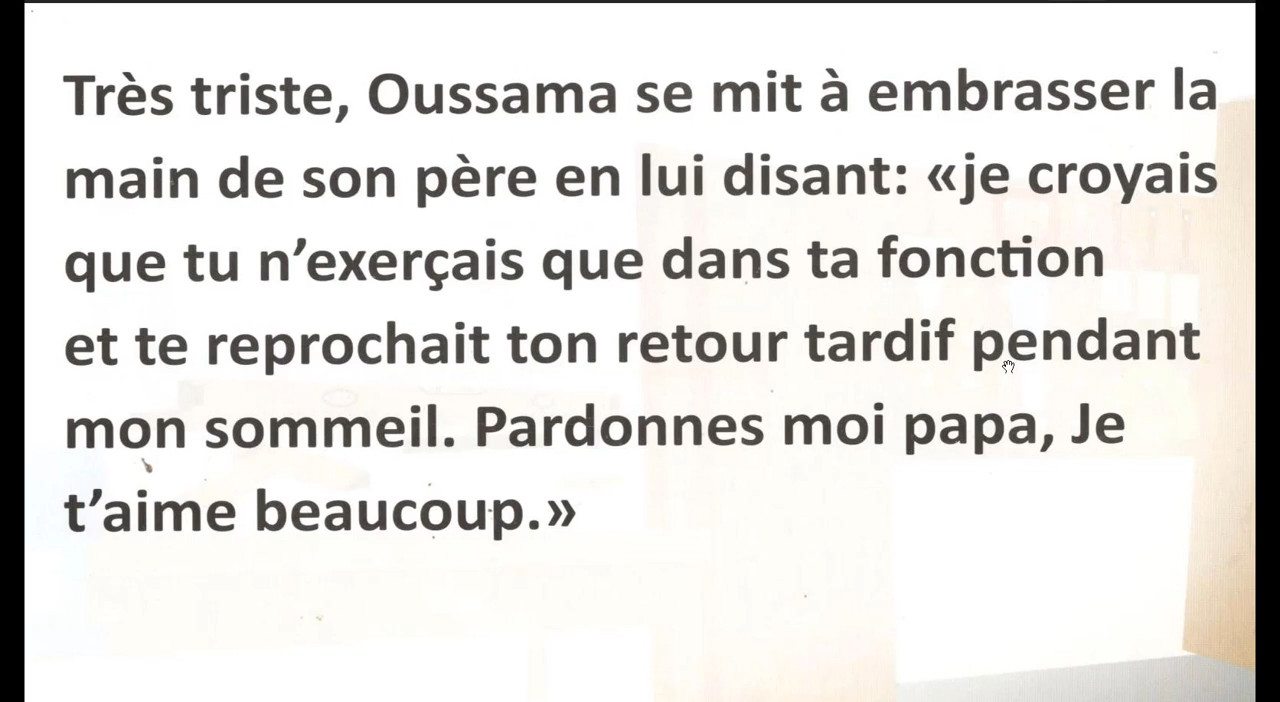 Très triste, Oussama se mit à embrasser la
main de son père en lui disant: «je croyais
que tu n’exerçais que dans ta fonction
et te reprochait ton retour tardif pendant
mon sommeil. Pardonnes moi papa, Je
t’aime beaucoup.»